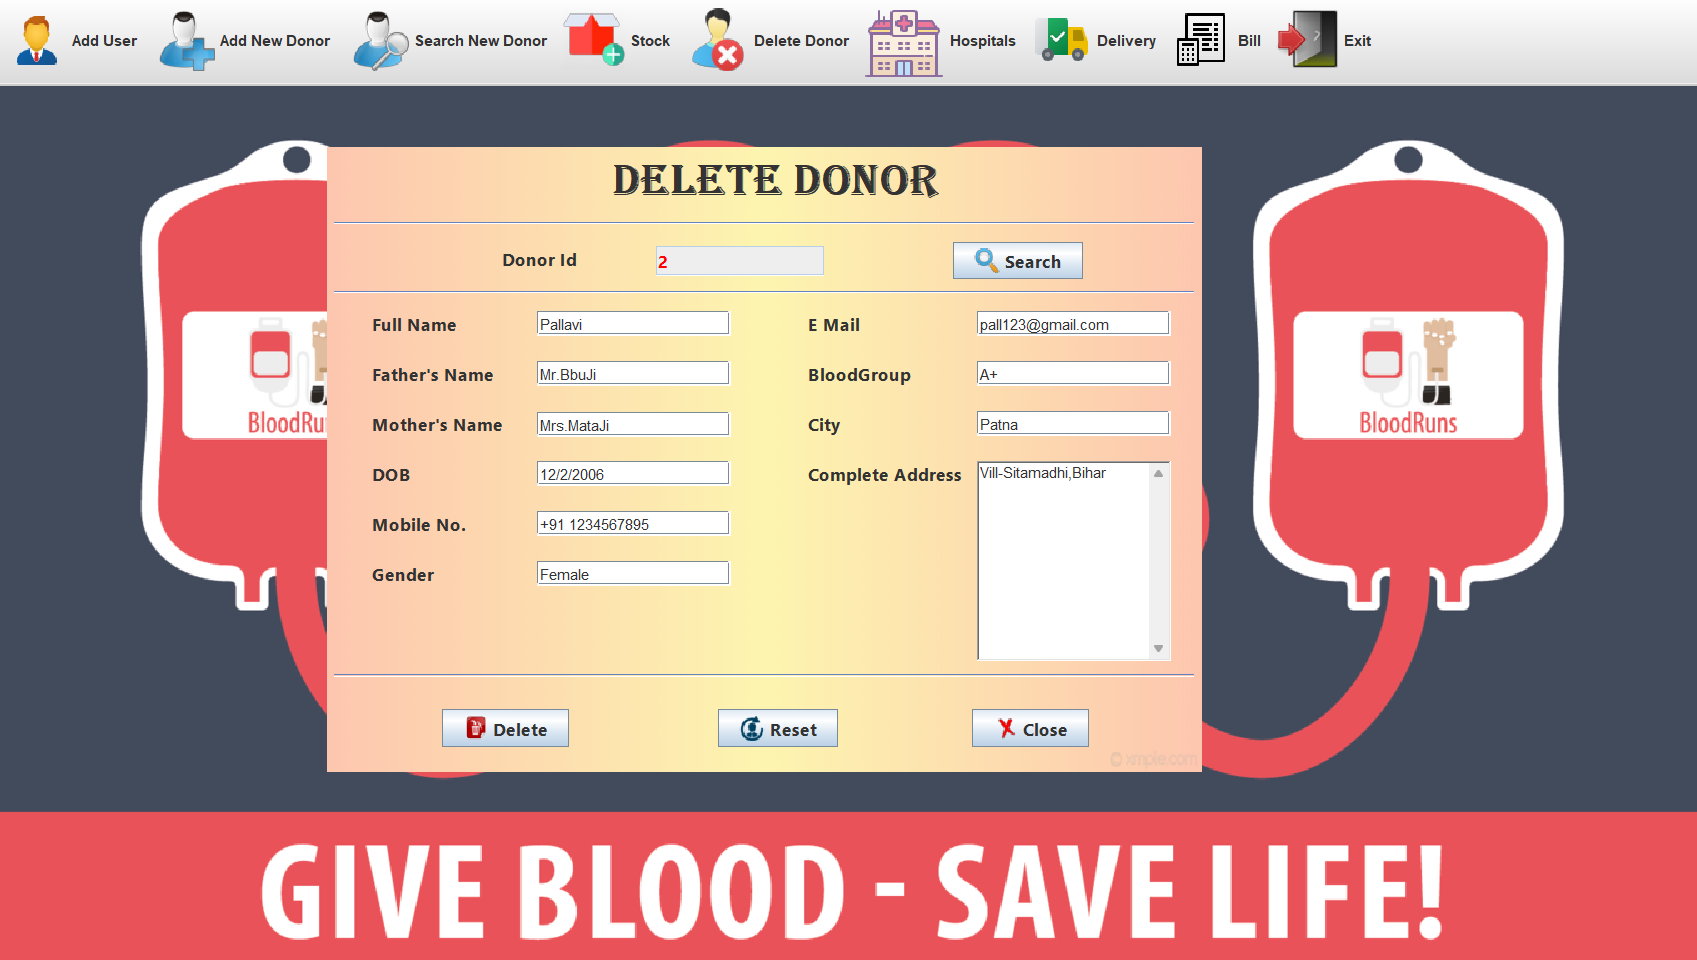 Add User Add New Donor Search New Donor Stock Delete Donor Hospitals Delivery Bill Exit
DELETE DONOR
Donor Id 2 Search
Full Name Pallavi E Mail pall123@gmail.com
Father's Name Mr.BbuJi BloodGroup A+
Mother's Name Mrs.MataJi City Patna
DOB 12/2/2006 Complete Address Vill-Sitamadhi,Bihar
Mobile No. +91 1234567895
Gender Female
BloodRu BloodRuns
Delete Reset Close
© xmple.com
GIVE BLOOD - SAVE LIFE!